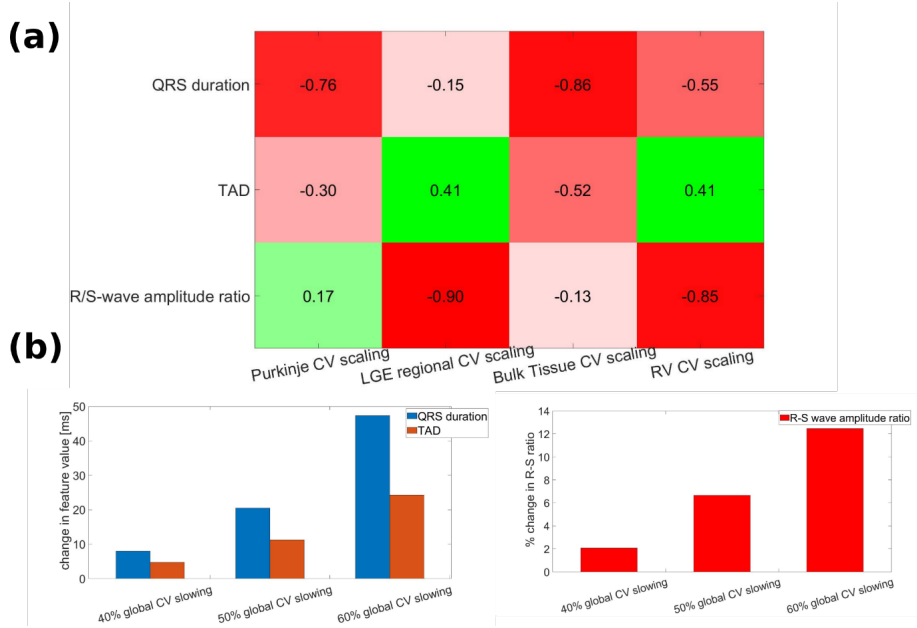 (a)
QRS duration
-0.76
-0.15
-0.86
-0.55
TAD
-0.30
0.41
-0.52
0.41
R/S-wave amplitude ratio
0.17
-0.90
-0.13
-0.85
Purkinje CV scaling
LGE regional CV scaling
Bulk Tissue CV scaling
RV CV scaling
(b)
change in feature value [ms]
50
40
30
20
10
0
QRS duration
TAD
40% global CV slowing
50% global CV slowing
60% global CV slowing
% change in R-S ratio
14
12
10
8
6
4
2
0
R-S wave amplitude ratio
40% global CV slowing
50% global CV slowing
60% global CV slowing